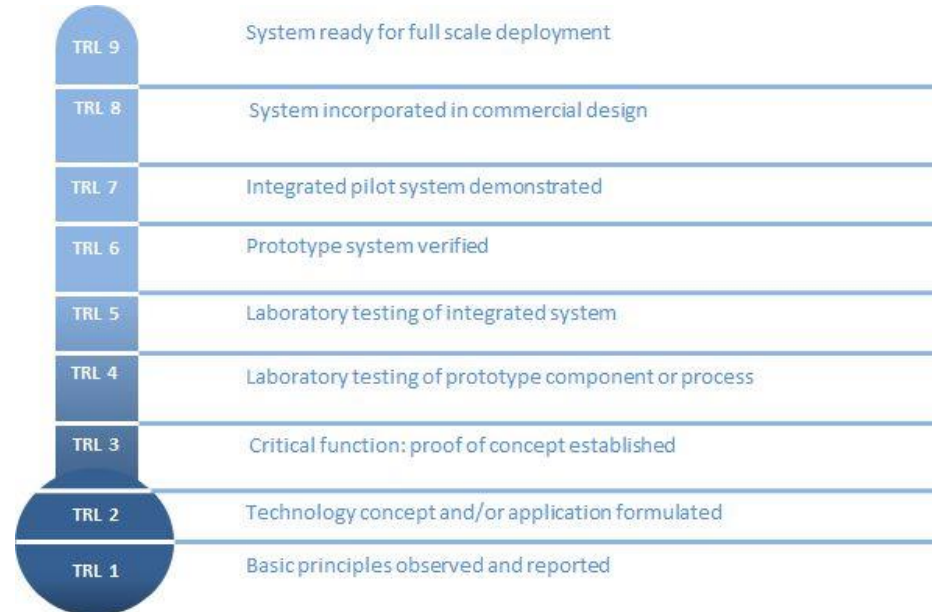 TRL 9 System ready for full scale deployment
TRL 8 System incorporated in commercial design
TRL 7 Integrated pilot system demonstrated
TRL 6 Prototype system verified
TRL 5 Laboratory testing of integrated system
TRL 4 Laboratory testing of prototype component or process
TRL 3 Critical function: proof of concept established
TRL 2 Technology concept and/or application formulated
TRL 1 Basic principles observed and reported